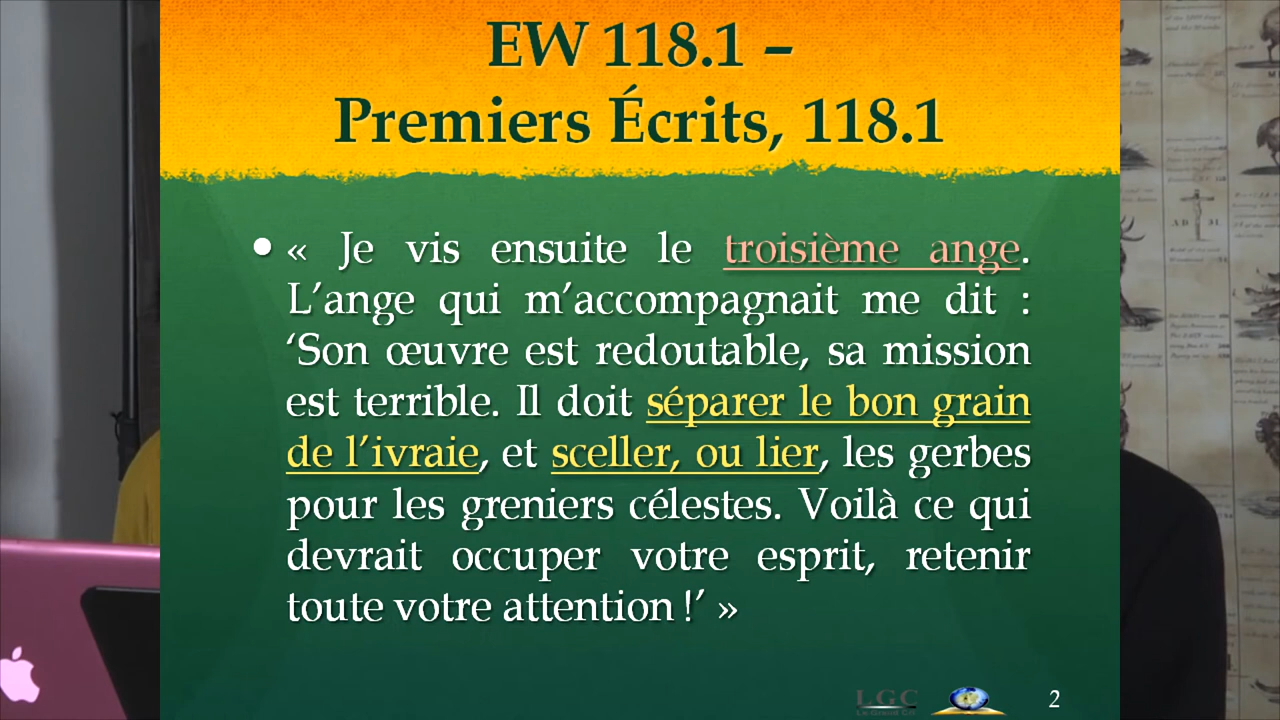 EW 118.1 –
Premiers Écrits, 118.1
• « Je vis ensuite le troisième ange.
L’ange qui m’accompagnait me dit :
‘Son œuvre est redoutable, sa mission
est terrible. Il doit séparer le bon grain
de l’ivraie, et sceller, ou lier, les gerbes
pour les greniers célestes. Voilà ce qui
devrait occuper votre esprit, retenir
toute votre attention !’ »
LGC
2